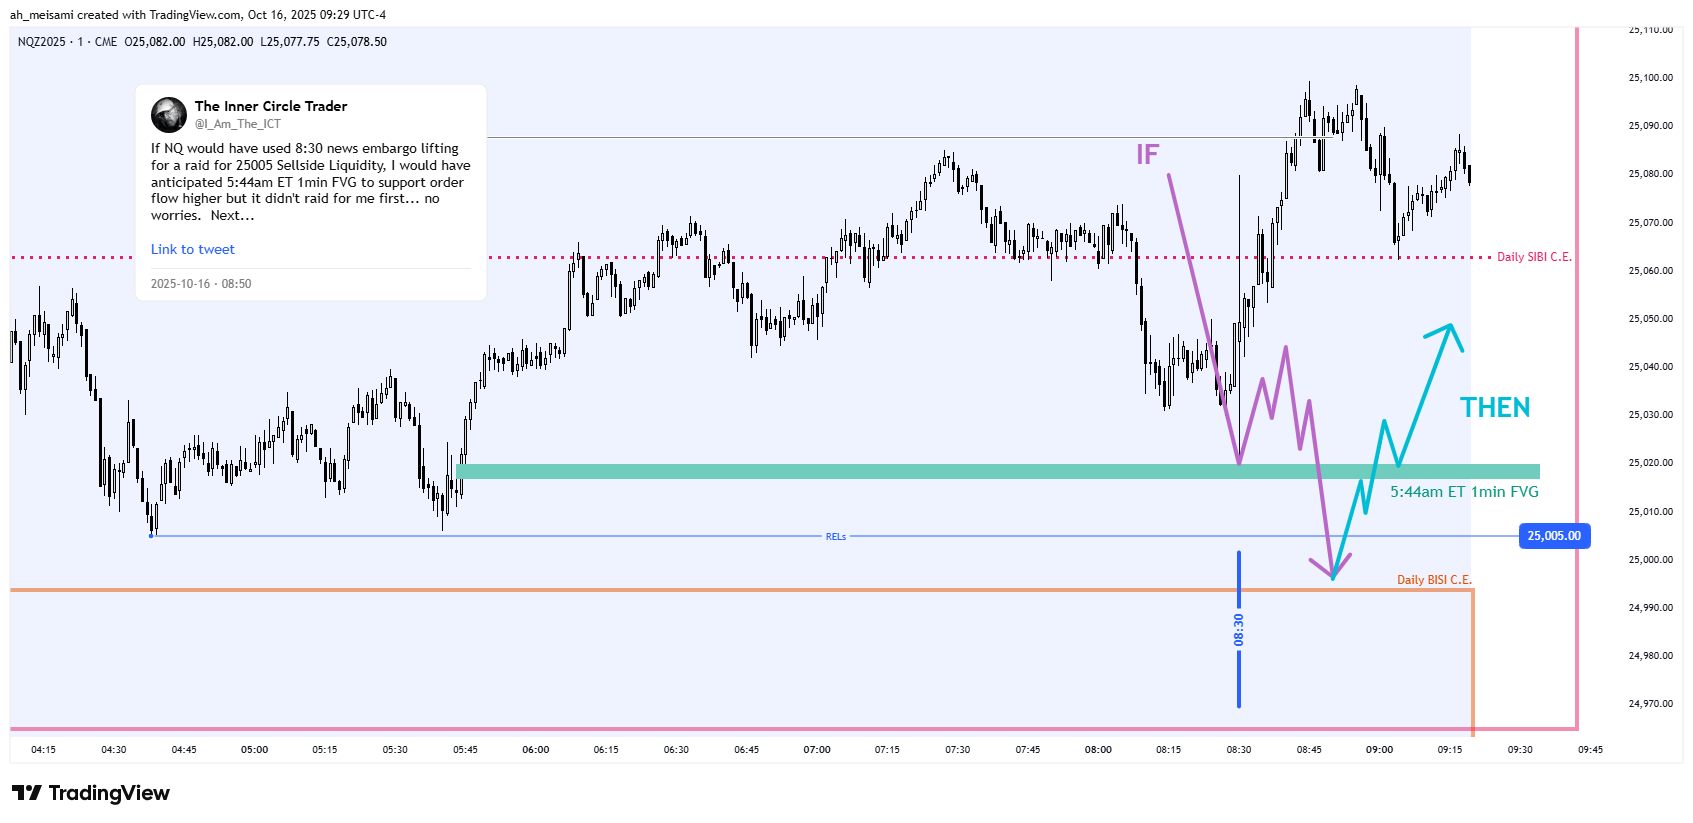 ah_meisami created with TradingView.com, Oct 16, 2025 09:29 UTC-4
NQZ2025 · 1 · CME O25,082.00 H25,082.00 L25,077.75 C25,078.50
The Inner Circle Trader
@I_Am_The_ICT
If NQ would have used 8:30 news embargo lifting
for a raid for 25005 Sellside Liquidity, I would have
anticipated 5:44am ET 1min FVG to support order
flow higher but it didn't raid for me first... no
worries. Next...
Link to tweet
2025-10-16 · 08:50
IF
Daily SIBI C.E.
THEN
5:44am ET 1min FVG
RELs
25,005.00
Daily BISI C.E.
08:30
25,110.00
25,100.00
25,090.00
25,080.00
25,070.00
25,060.00
25,050.00
25,040.00
25,030.00
25,020.00
25,010.00
25,000.00
24,990.00
24,980.00
24,970.00
04:15 04:30 04:45 05:00 05:15 05:30 05:45 06:00 06:15 06:30 06:45 07:00 07:15 07:30 07:45 08:00 08:15 08:30 08:45 09:00 09:15 09:30 09:45
TradingView